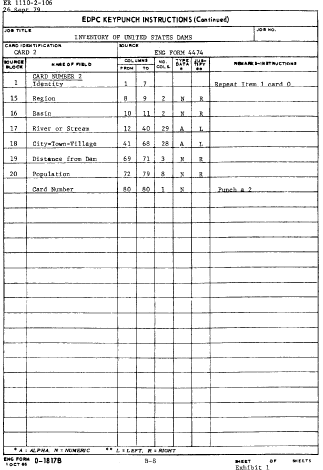 ER 1110-2-106
26 Sept 79
EDPC KEYPUNCH INSTRUCTIONS (Continued)
JOB TITLE
JOB NO.
INVENTORY OF UNITED STATES DAMS
CARD IDENTIFICATION
SOURCE
CARD 2
ENG FORM 4474
SOURCE BLOCK
NAME OF FIELD
COLUMNS
FROM
TO
NO. COLS.
TYPE DATA *
JUSTIFY **
REMARKS-INSTRUCTIONS
CARD NUMBER 2
1 Identity 1 7 Repeat Item 1 card 0
15 Region 8 9 2 N R
16 Basin 10 11 2 N R
17 River or Stream 12 40 29 A L
18 City-Town-Village 41 68 28 A L
19 Distance from Dam 69 71 3 N R
20 Population 72 79 8 N R
Card Number 80 80 1 N Punch a 2
* A = ALPHA N = NUMERIC ** L = LEFT, R = RIGHT
ENG FORM 1 OCT 66 0-1817B
B-8
SHEET OF SHEETS
Exhibit 1